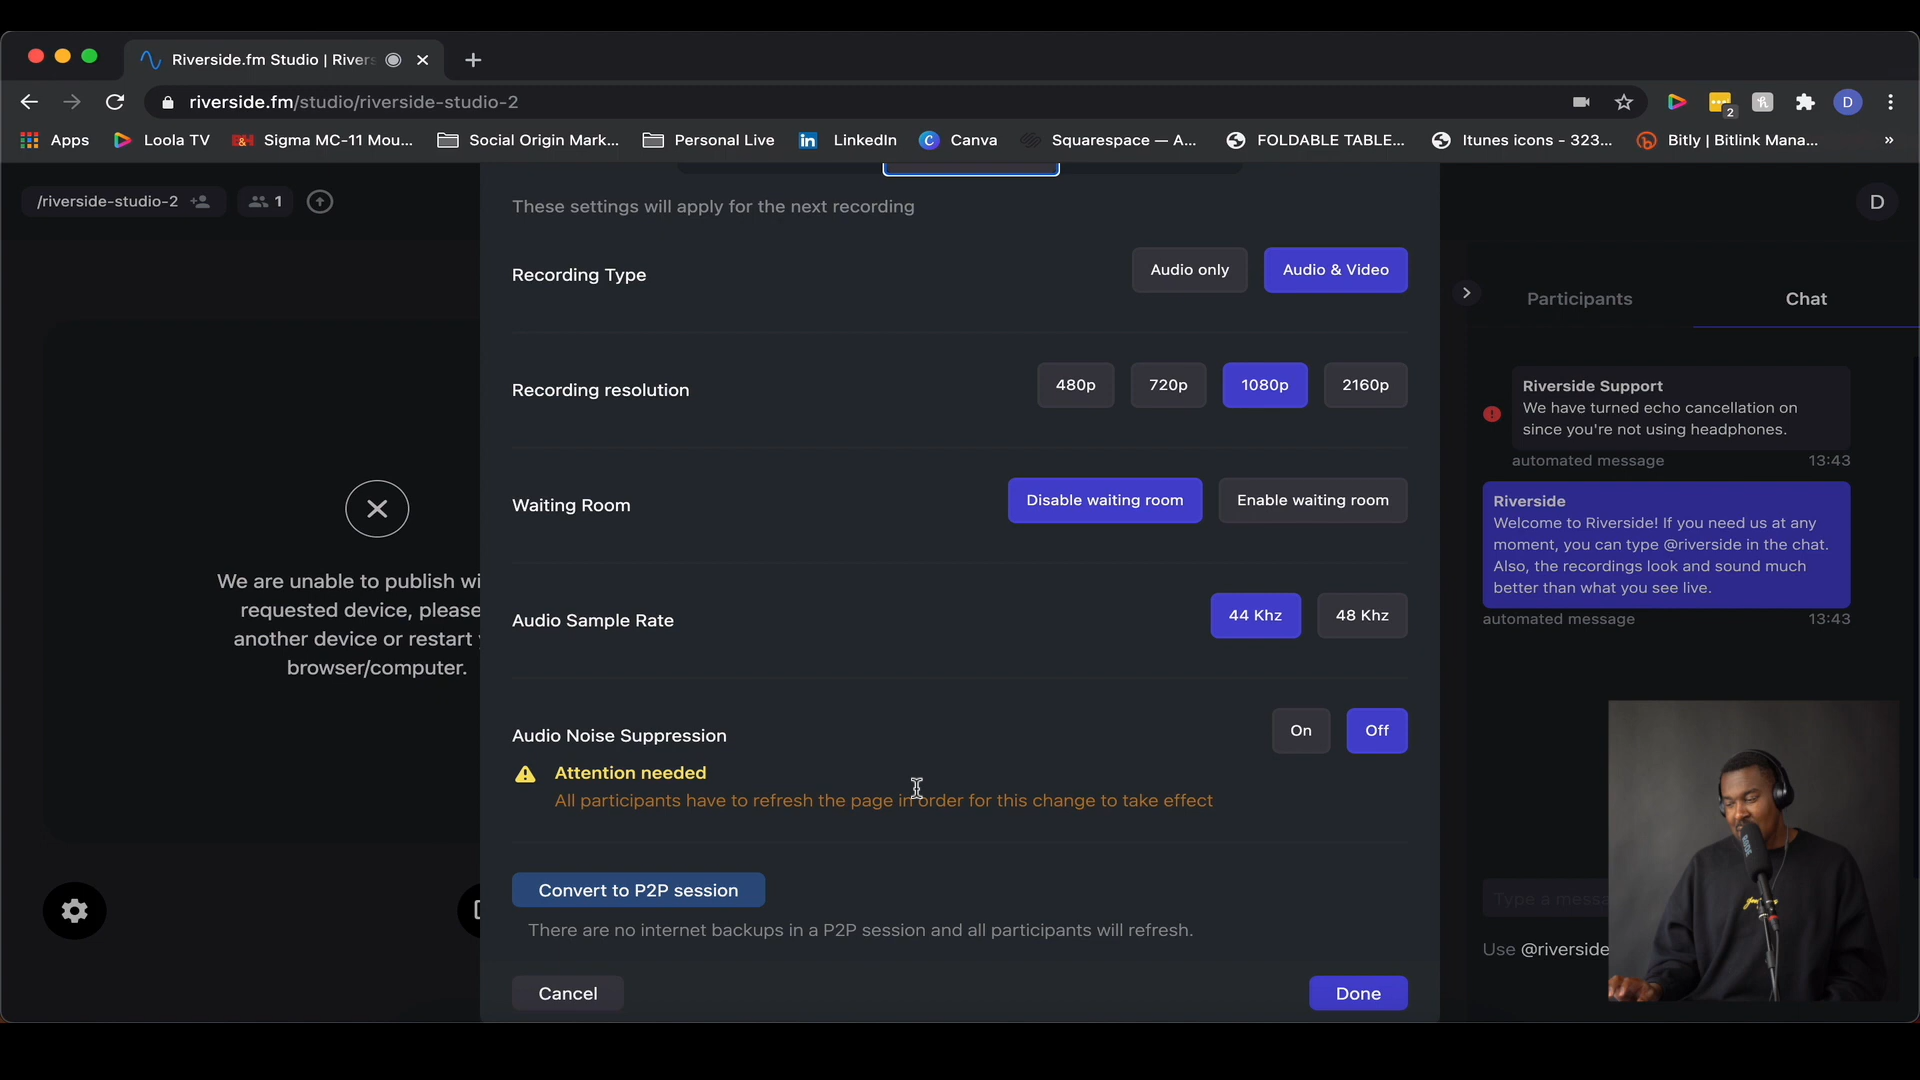 Riverside.fm Studio | Rivers
riverside.fm/studio/riverside-studio-2
2
D
Apps
Loola TV
Sigma MC-11 Mou...
Social Origin Mark...
Personal Live
LinkedIn
Canva
Squarespace — A...
FOLDABLE TABLE...
Itunes icons - 323...
Bitly | Bitlink Mana...
»
/riverside-studio-2
1
D
These settings will apply for the next recording
Recording Type
Audio only
Audio & Video
Recording resolution
480p
720p
1080p
2160p
Waiting Room
Disable waiting room
Enable waiting room
Audio Sample Rate
44 Khz
48 Khz
Audio Noise Suppression
On
Off
Attention needed
All participants have to refresh the page in order for this change to take effect
Convert to P2P session
There are no internet backups in a P2P session and all participants will refresh.
Cancel
Done
We are unable to publish wi
requested device, please
another device or restart
browser/computer.
Participants
Chat
Riverside Support
We have turned echo cancellation on
since you're not using headphones.
automated message
13:43
Riverside
Welcome to Riverside! If you need us at any
moment, you can type @riverside in the chat.
Also, the recordings look and sound much
better than what you see live.
automated message
13:43
Type a messa
Use @riverside